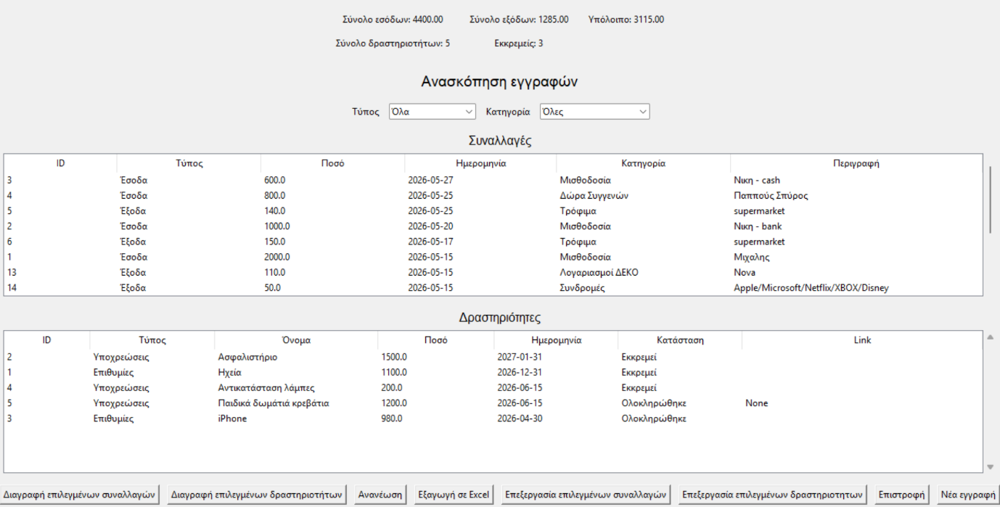 Σύνολο εσόδων: 4400.00 Σύνολο εξόδων: 1285.00 Υπόλοιπο: 3115.00
Σύνολο δραστηριοτήτων: 5 Εκκρεμείς: 3
Ανασκόπηση εγγραφών
Τύπος Όλα Κατηγορία Όλες
Συναλλαγές
ID Τύπος Ποσό Ημερομηνία Κατηγορία Περιγραφή
3 Έσοδα 600.0 2026-05-27 Μισθοδοσία Νικη - cash
4 Έσοδα 800.0 2026-05-25 Δώρα Συγγενών Παππούς Σπύρος
5 Έξοδα 140.0 2026-05-25 Τρόφιμα supermarket
2 Έσοδα 1000.0 2026-05-20 Μισθοδοσία Νικη - bank
6 Έξοδα 150.0 2026-05-17 Τρόφιμα supermarket
1 Έσοδα 2000.0 2026-05-15 Μισθοδοσία Μιχαλης
13 Έξοδα 110.0 2026-05-15 Λογαριασμοί ΔΕΚΟ Nova
14 Έξοδα 50.0 2026-05-15 Συνδρομές Apple/Microsoft/Netflix/XBOX/Disney
Δραστηριότητες
ID Τύπος Όνομα Ποσό Ημερομηνία Κατάσταση Link
2 Υποχρεώσεις Ασφαλιστήριο 1500.0 2027-01-31 Εκκρεμεί
1 Επιθυμίες Ηχεία 1100.0 2026-12-31 Εκκρεμεί
4 Υποχρεώσεις Αντικατάσταση λάμπες 200.0 2026-06-15 Εκκρεμεί
5 Υποχρεώσεις Παιδικά δωμάτιά κρεβάτια 1200.0 2026-06-15 Ολοκληρώθηκε None
3 Επιθυμίες iPhone 980.0 2026-04-30 Ολοκληρώθηκε
Διαγραφή επιλεγμένων συναλλαγών Διαγραφή επιλεγμένων δραστηριοτήτων Ανανέωση Εξαγωγή σε Excel Επεξεργασία επιλεγμένων συναλλαγών Επεξεργασία επιλεγμένων δραστηριοτητων Επιστροφή Νέα εγγραφή